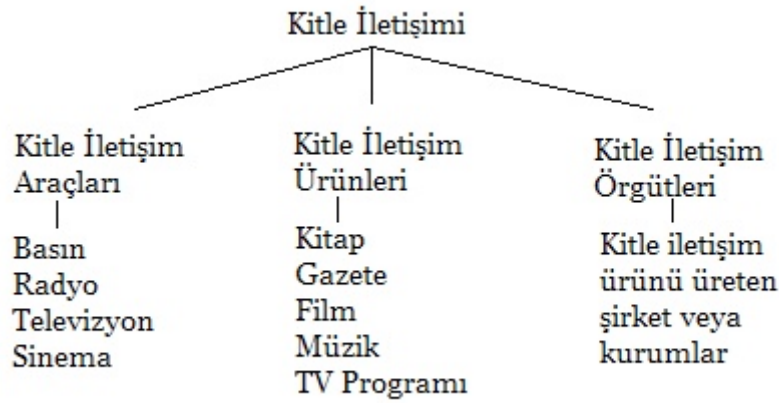 Kitle İletişimi
Kitle İletişim
Araçları
Basın
Radyo
Televizyon
Sinema
Kitle İletişim
Ürünleri
Kitap
Gazete
Film
Müzik
TV Programı
Kitle İletişim
Örgütleri
Kitle iletişim
ürünü üreten
şirket veya
kurumlar